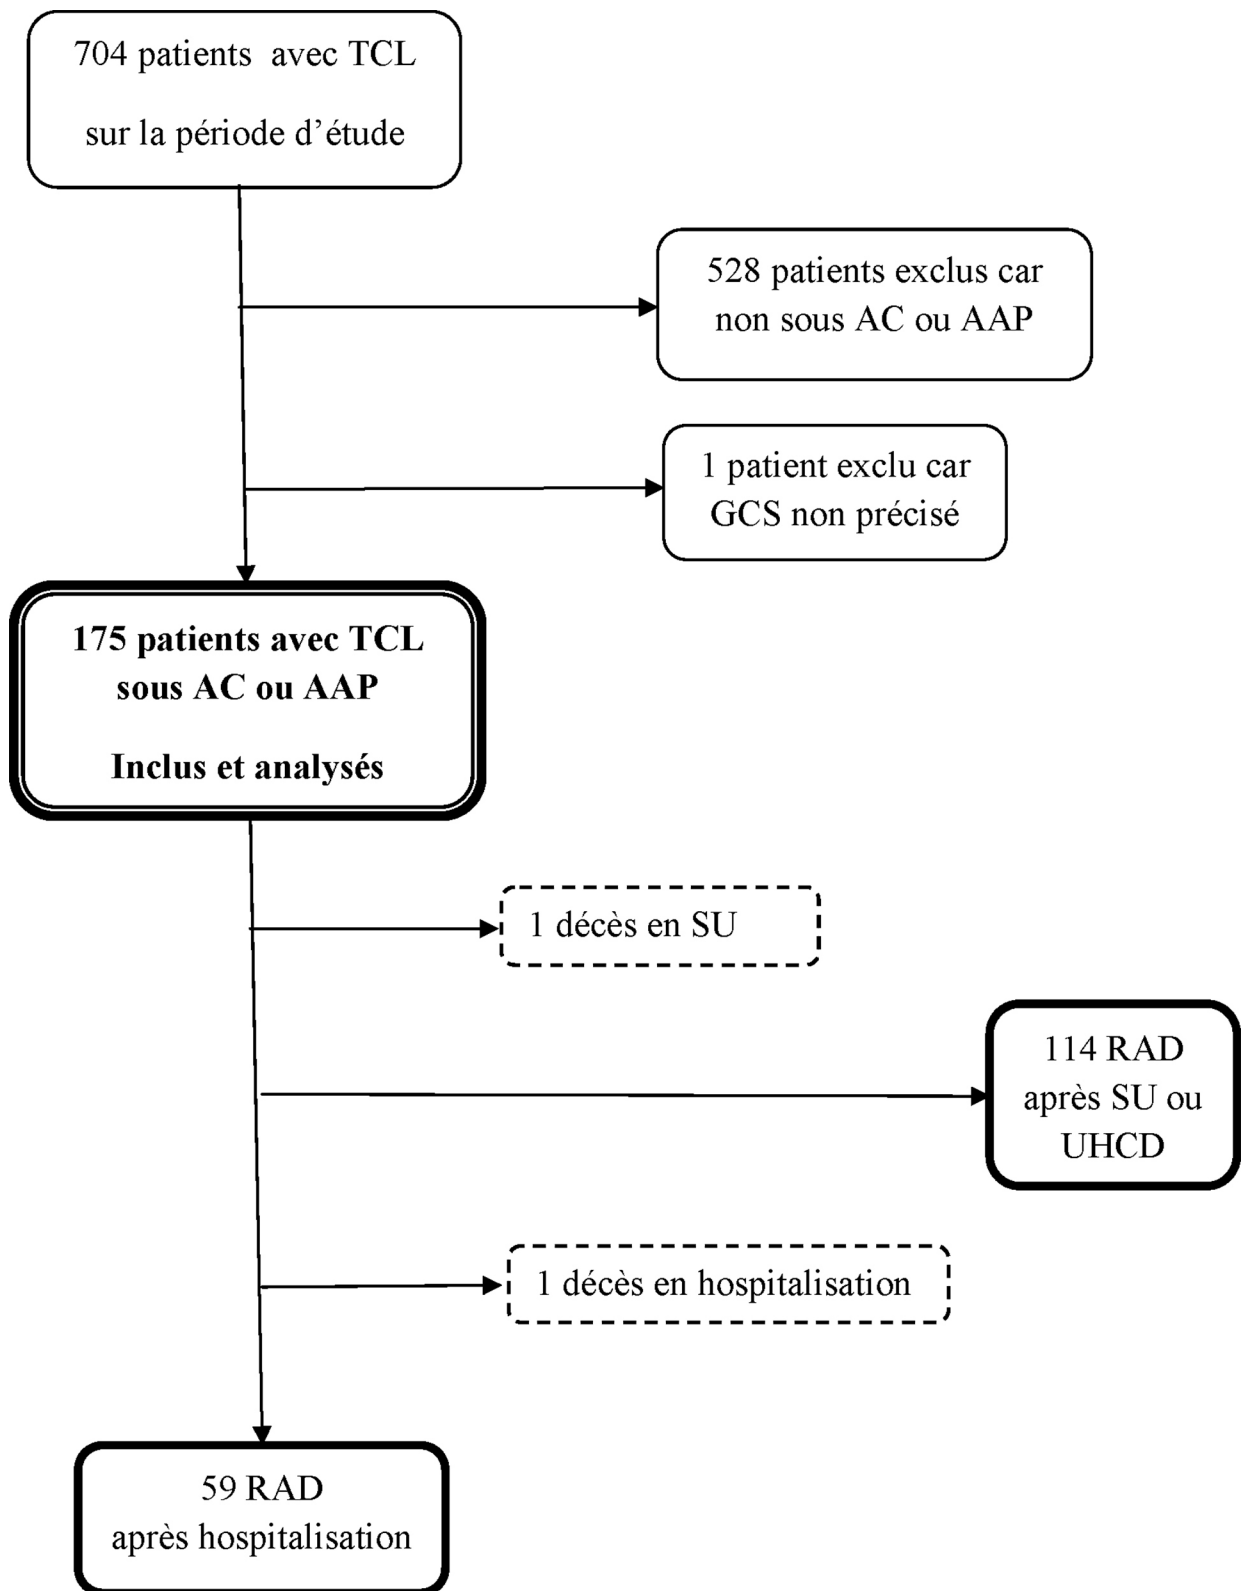 704 patients avec TCL
sur la période d’étude
528 patients exclus car
non sous AC ou AAP
1 patient exclu car
GCS non précisé
175 patients avec TCL
sous AC ou AAP
Inclus et analysés
1 décès en SU
114 RAD
après SU ou
UHCD
1 décès en hospitalisation
59 RAD
après hospitalisation